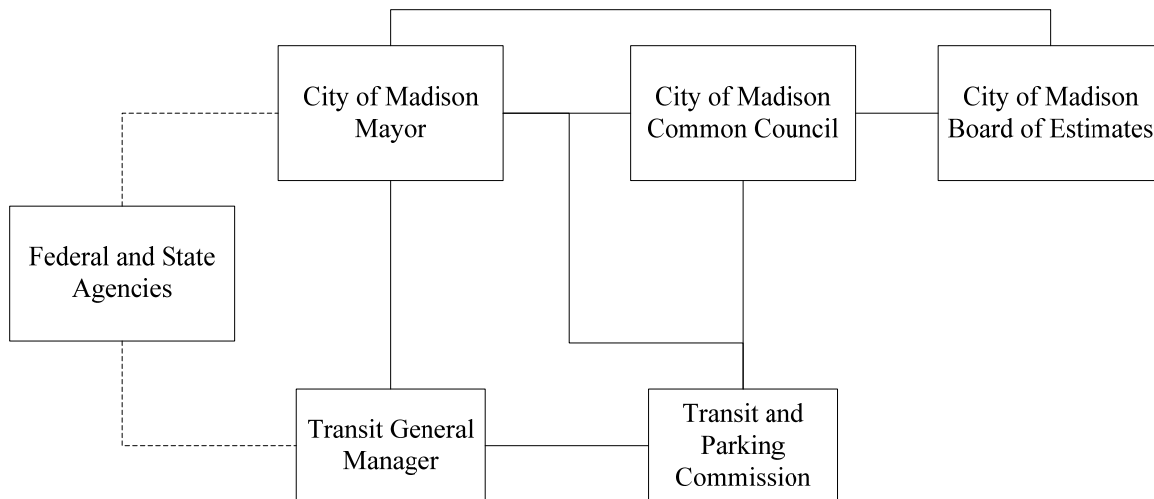 City of Madison
Mayor
City of Madison
Common Council
City of Madison
Board of Estimates
Federal and State
Agencies
Transit General
Manager
Transit and
Parking
Commission